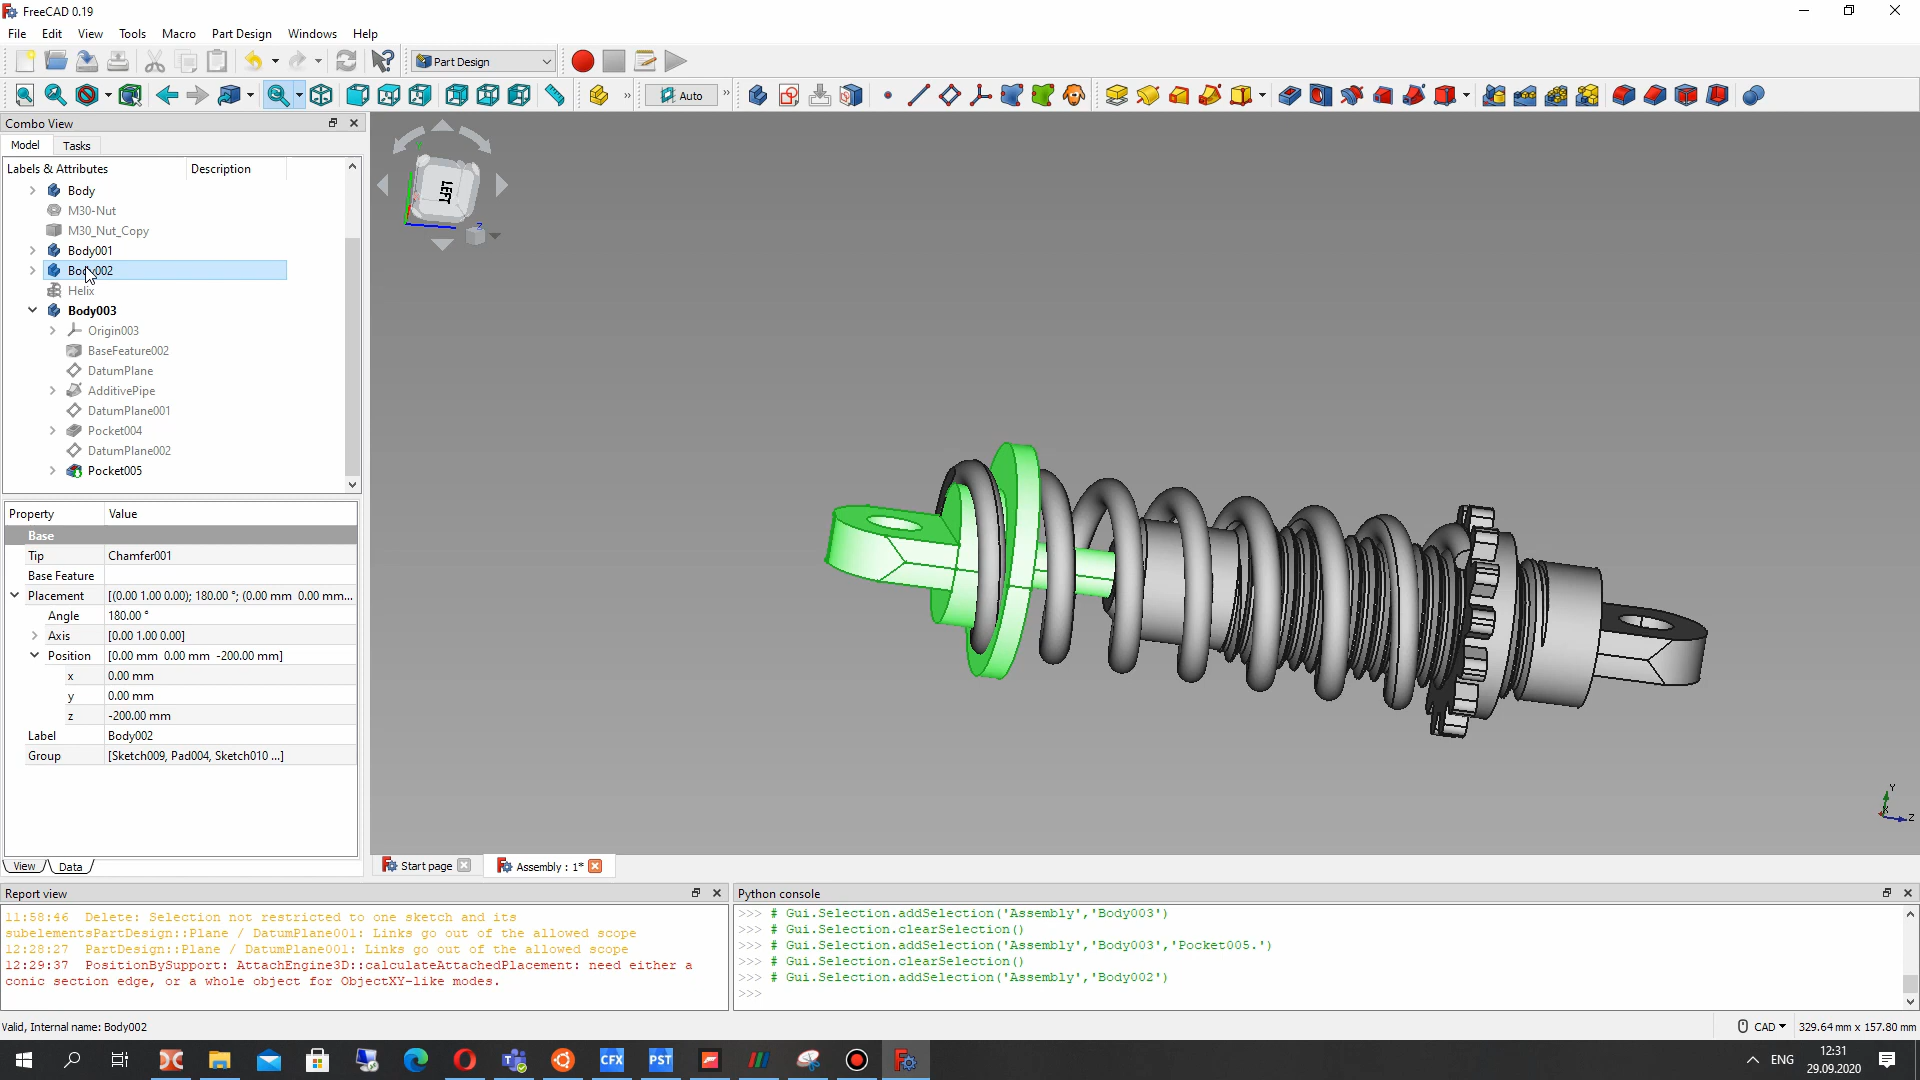 FreeCAD 0.19
File Edit View Tools Macro Part Design Windows Help
Part Design
Auto
Combo View
Model Tasks
Labels & Attributes Description
Body
M30-Nut
M30_Nut_Copy
Body001
Body002
Helix
Body003
Origin003
BaseFeature002
DatumPlane
AdditivePipe
DatumPlane001
Pocket004
DatumPlane002
Pocket005
LEFT
Z
Property Value
Base
Tip Chamfer001
Base Feature
Placement [(0.00 1.00 0.00); 180.00 °; (0.00 mm 0.00 mm...
Angle 180.00 °
Axis [0.00 1.00 0.00]
Position [0.00 mm 0.00 mm -200.00 mm]
x 0.00 mm
y 0.00 mm
z -200.00 mm
Label Body002
Group [Sketch009, Pad004, Sketch010 ...]
Y
X
Z
View Data
Start page Assembly : 1*
Report view
11:58:46 Delete: Selection not restricted to one sketch and its
subelementsPartDesign::Plane / DatumPlane001: Links go out of the allowed scope
12:28:27 PartDesign::Plane / DatumPlane001: Links go out of the allowed scope
12:29:37 PositionBySupport: AttachEngine3D::calculateAttachedPlacement: need either a
conic section edge, or a whole object for ObjectXY-like modes.
Python console
>>> # Gui.Selection.addSelection('Assembly','Body003')
>>> # Gui.Selection.clearSelection()
>>> # Gui.Selection.addSelection('Assembly','Body003','Pocket005.')
>>> # Gui.Selection.clearSelection()
>>> # Gui.Selection.addSelection('Assembly','Body002')
>>>
Valid, Internal name: Body002
CAD 329.64 mm x 157.80 mm
CFX PST
ENG
12:31
29.09.2020